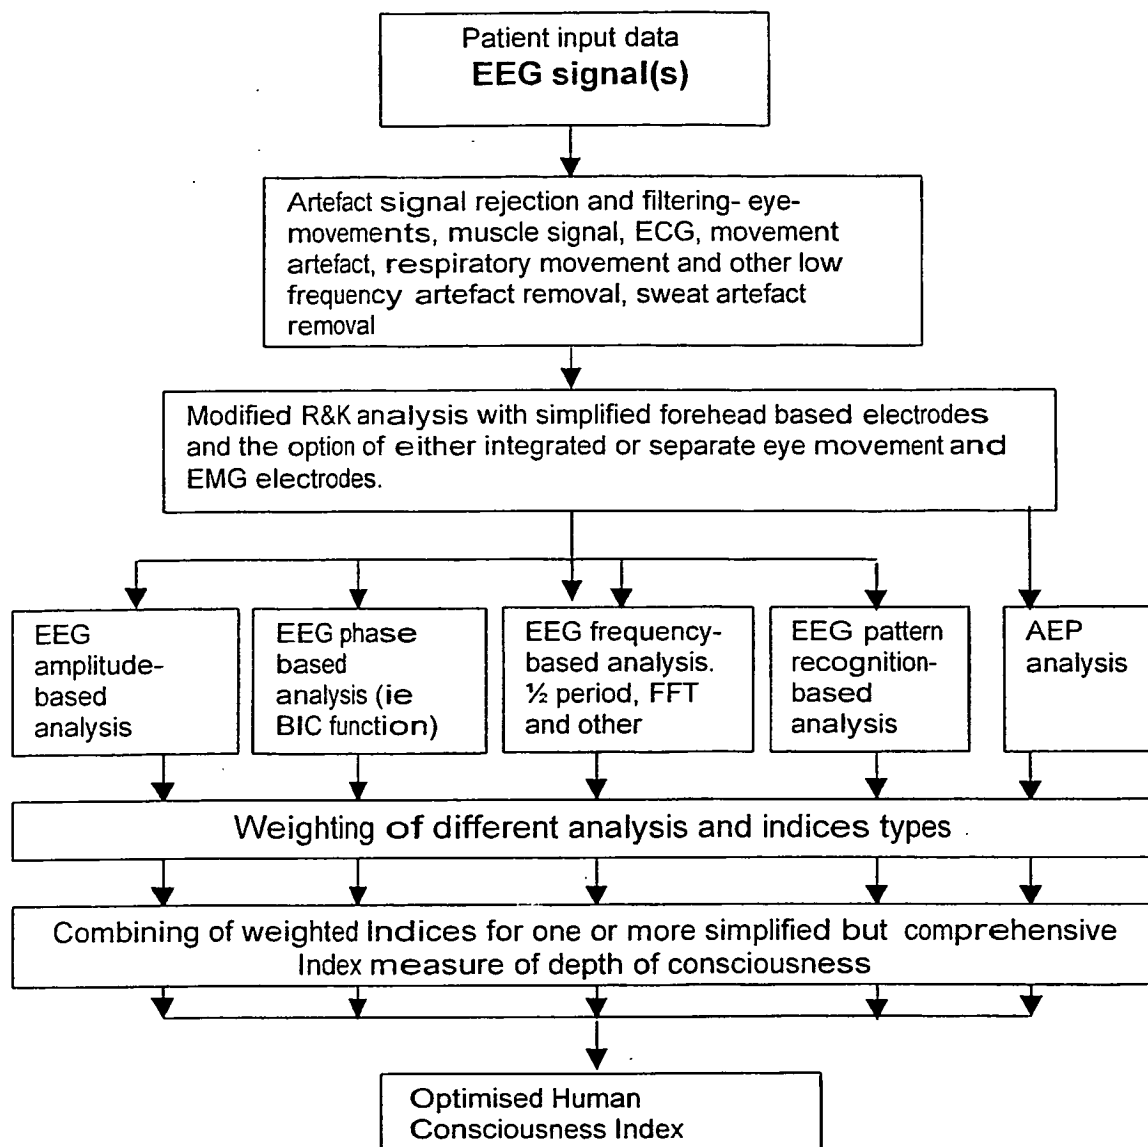 Patient input data
EEG signal(s)
Artefact signal rejection and filtering- eye-
movements, muscle signal, ECG, movement
artefact, respiratory movement and other low
frequency artefact removal, sweat artefact
removal
Modified R&K analysis with simplified forehead based electrodes
and the option of either integrated or separate eye movement and
EMG electrodes.
EEG
amplitude-
based
analysis
EEG phase
based
analysis (ie
BIC function)
EEG frequency-
based analysis.
½ period, FFT
and other
EEG pattern
recognition-
based
analysis
AEP
analysis
Weighting of different analysis and indices types
Combining of weighted Indices for one or more simplified but comprehensive
Index measure of depth of consciousness
Optimised Human
Consciousness Index